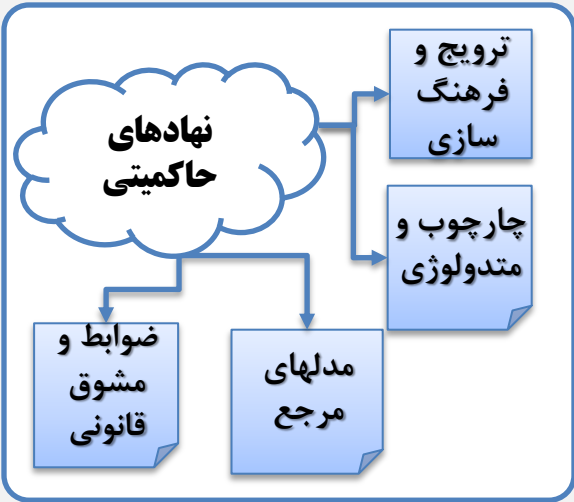 ترویج و
فرهنگ
سازی
نهادهای
حاکمیتی
چارچوب و
متدولوژی
مدلهای
مرجع
ضوابط و
مشوق
قانونی